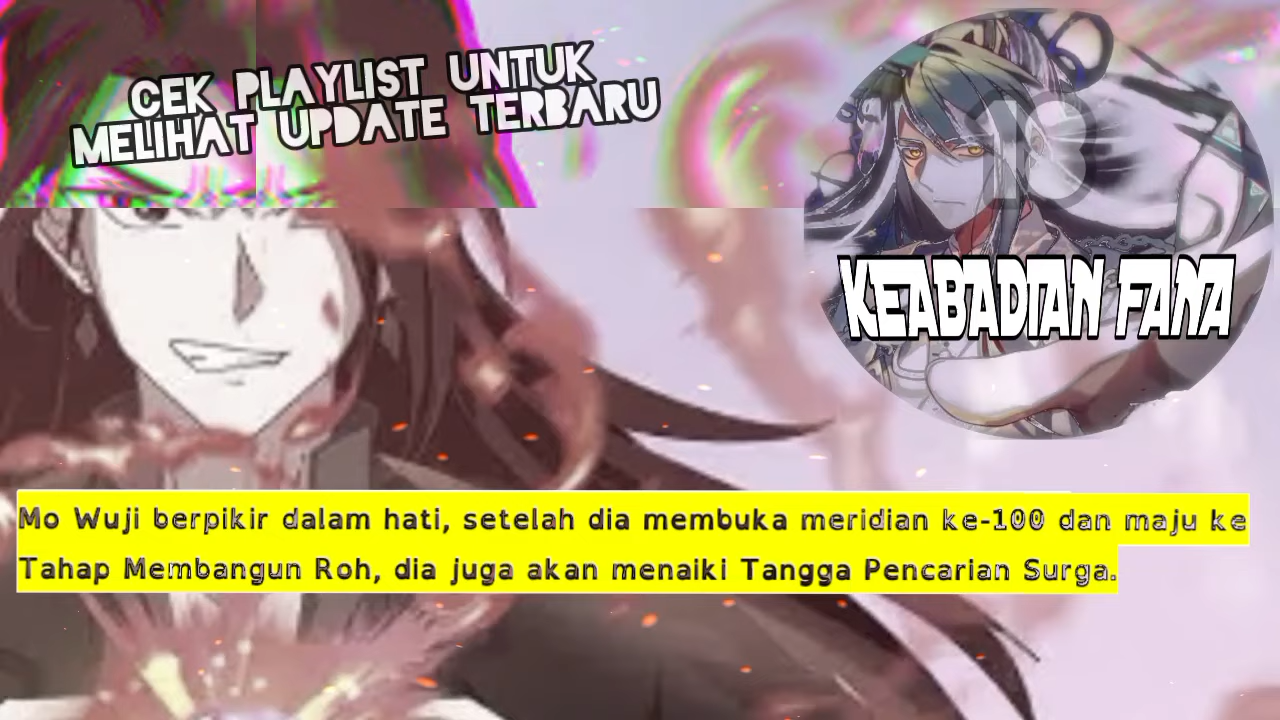 CEK PLAYLIST UNTUK
MELIHAT UPDATE TERBARU
KEABADIAN FANA
Mo Wuji berpikir dalam hati, setelah dia membuka meridian ke-100 dan maju ke
Tahap Membangun Roh, dia juga akan menaiki Tangga Pencarian Surga.